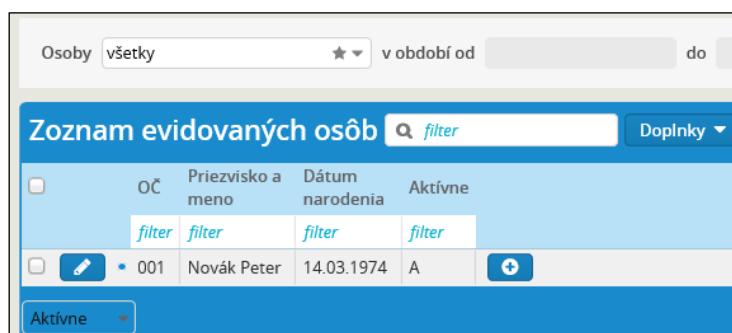 Osoby všetky v období od do
Zoznam evidovaných osôb filter Doplnky
OČ Priezvisko a meno Dátum narodenia Aktívne
filter filter filter filter
001 Novák Peter 14.03.1974 A
Aktívne